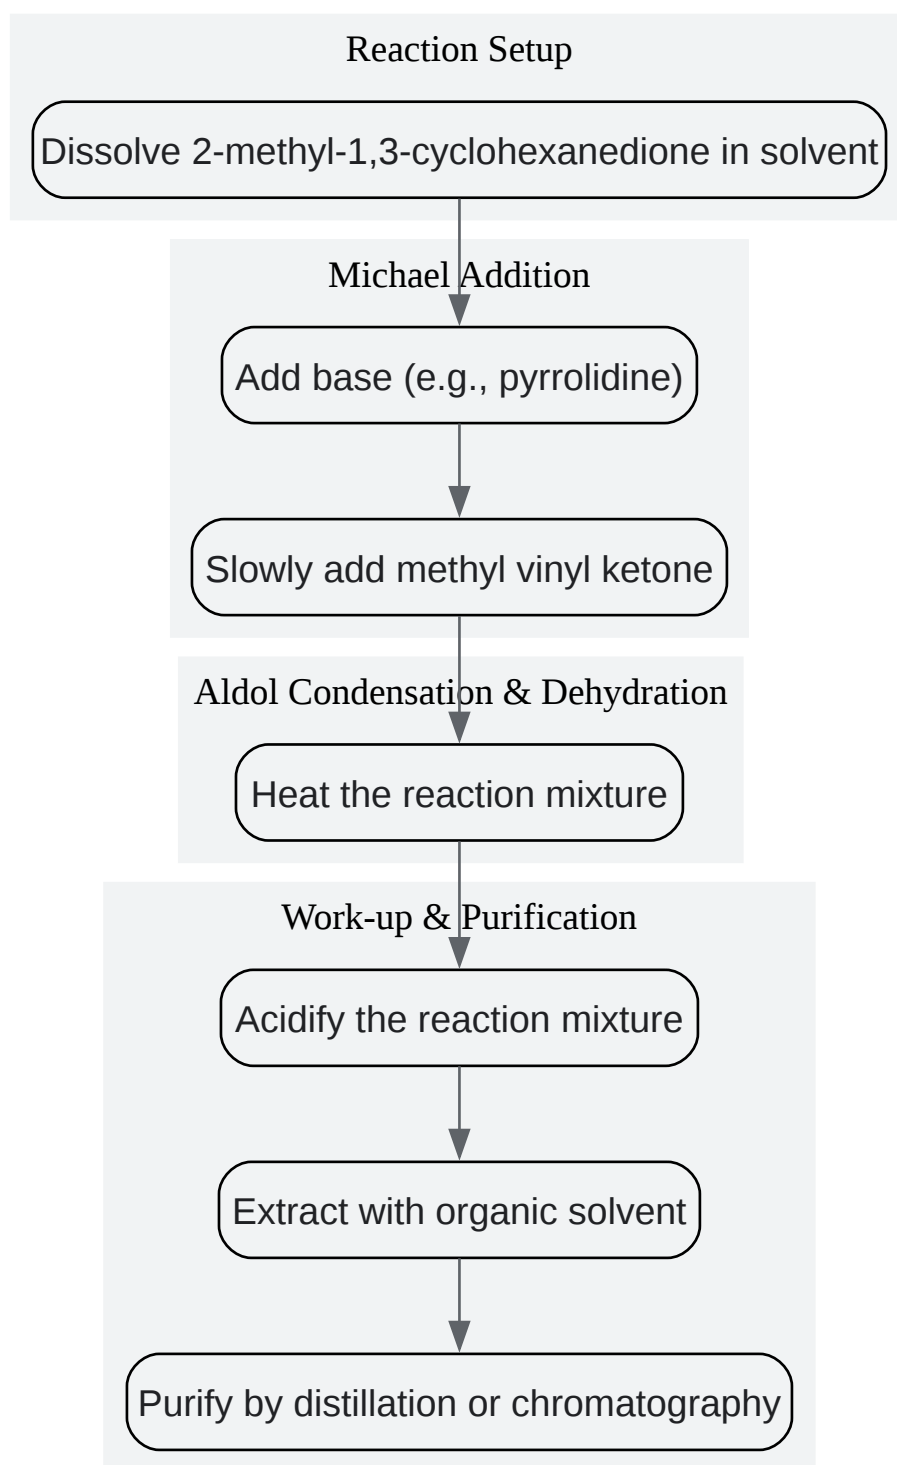 Reaction Setup
Dissolve 2-methyl-1,3-cyclohexanedione in solvent
Michael Addition
Add base (e.g., pyrrolidine)
Slowly add methyl vinyl ketone
Aldol Condensation & Dehydration
Heat the reaction mixture
Work-up & Purification
Acidify the reaction mixture
Extract with organic solvent
Purify by distillation or chromatography